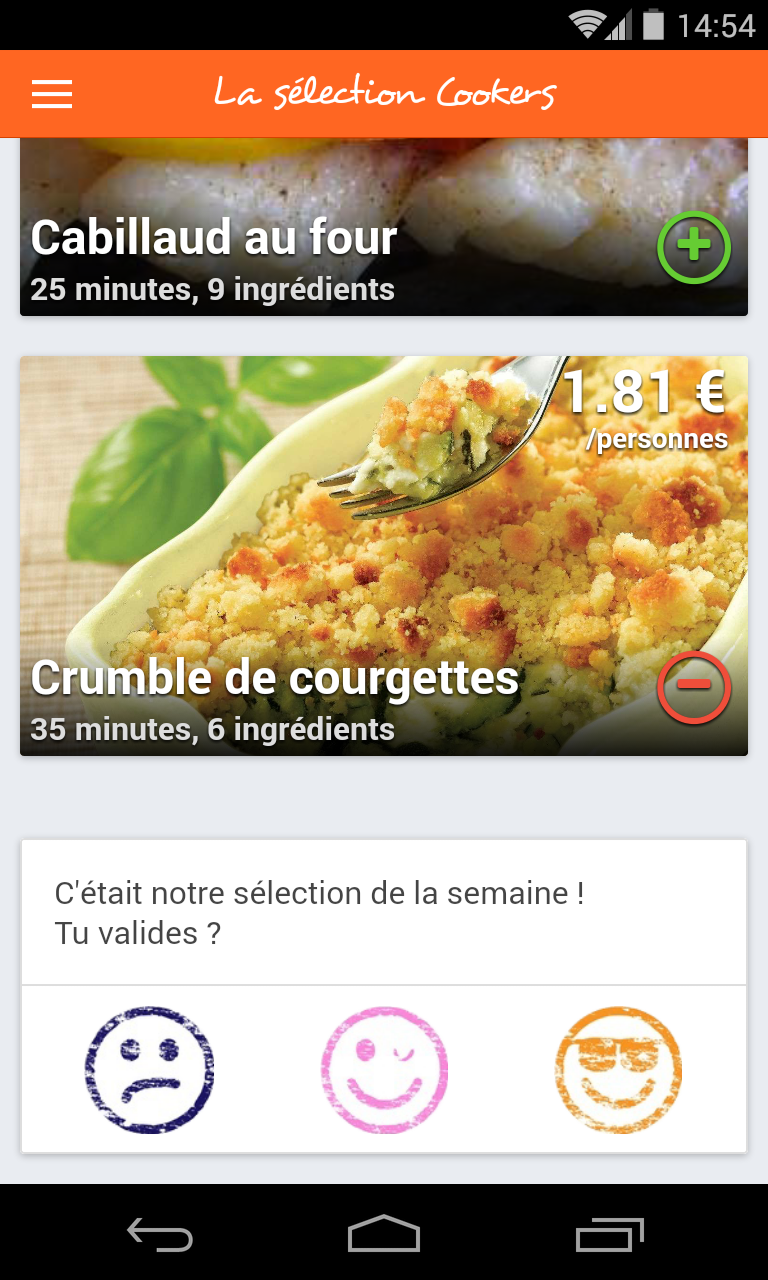 14:54
La sélection Cookers
Cabillaud au four
25 minutes, 9 ingrédients
1.81 €
/personnes
Crumble de courgettes
35 minutes, 6 ingrédients
C'était notre sélection de la semaine !
Tu valides ?